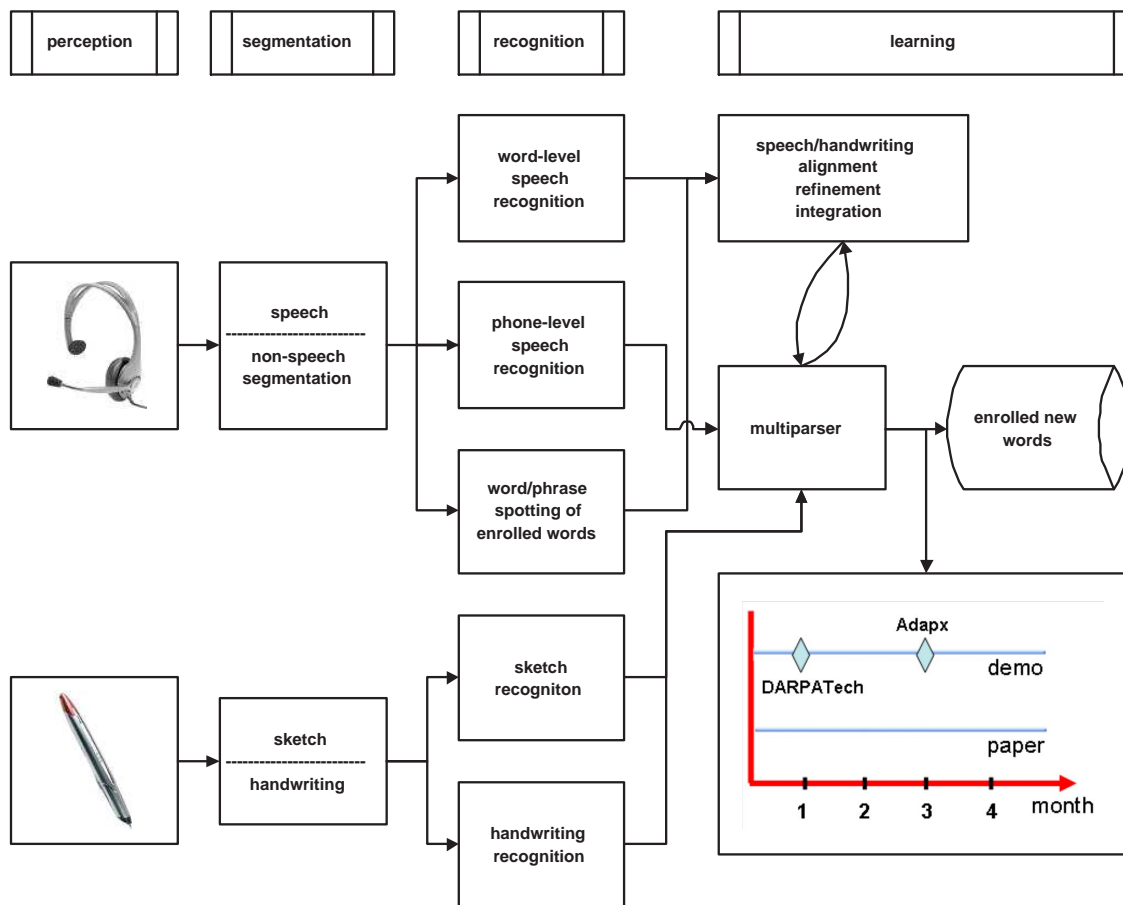 perception
segmentation
recognition
learning
word-level
speech
recognition
speech/handwriting
alignment
refinement
integration
speech
non-speech
segmentation
phone-level
speech
recognition
multiparser
enrolled new
words
word/phrase
spotting of
enrolled words
sketch
recogniton
sketch
handwriting
handwriting
recognition
Adapx
demo
DARPATech
paper
month
1 2 3 4